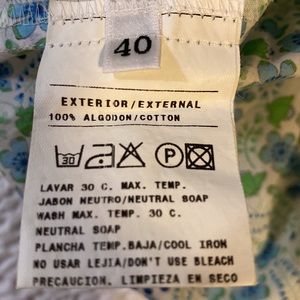 40
EXTERIOR/EXTERNAL
100% ALGODON/COTTON
30 P
LAVAR 30 C. MAX. TEMP.
JABON NEUTRO/NEUTRAL SOAP
WASH MAX. TEMP. 30 C.
NEUTRAL SOAP
PLANCHA TEMP.BAJA/COOL IRON
NO USAR LEJIA/DON'T USE BLEACH
PRECAUCION. LIMPIEZA EN SECO